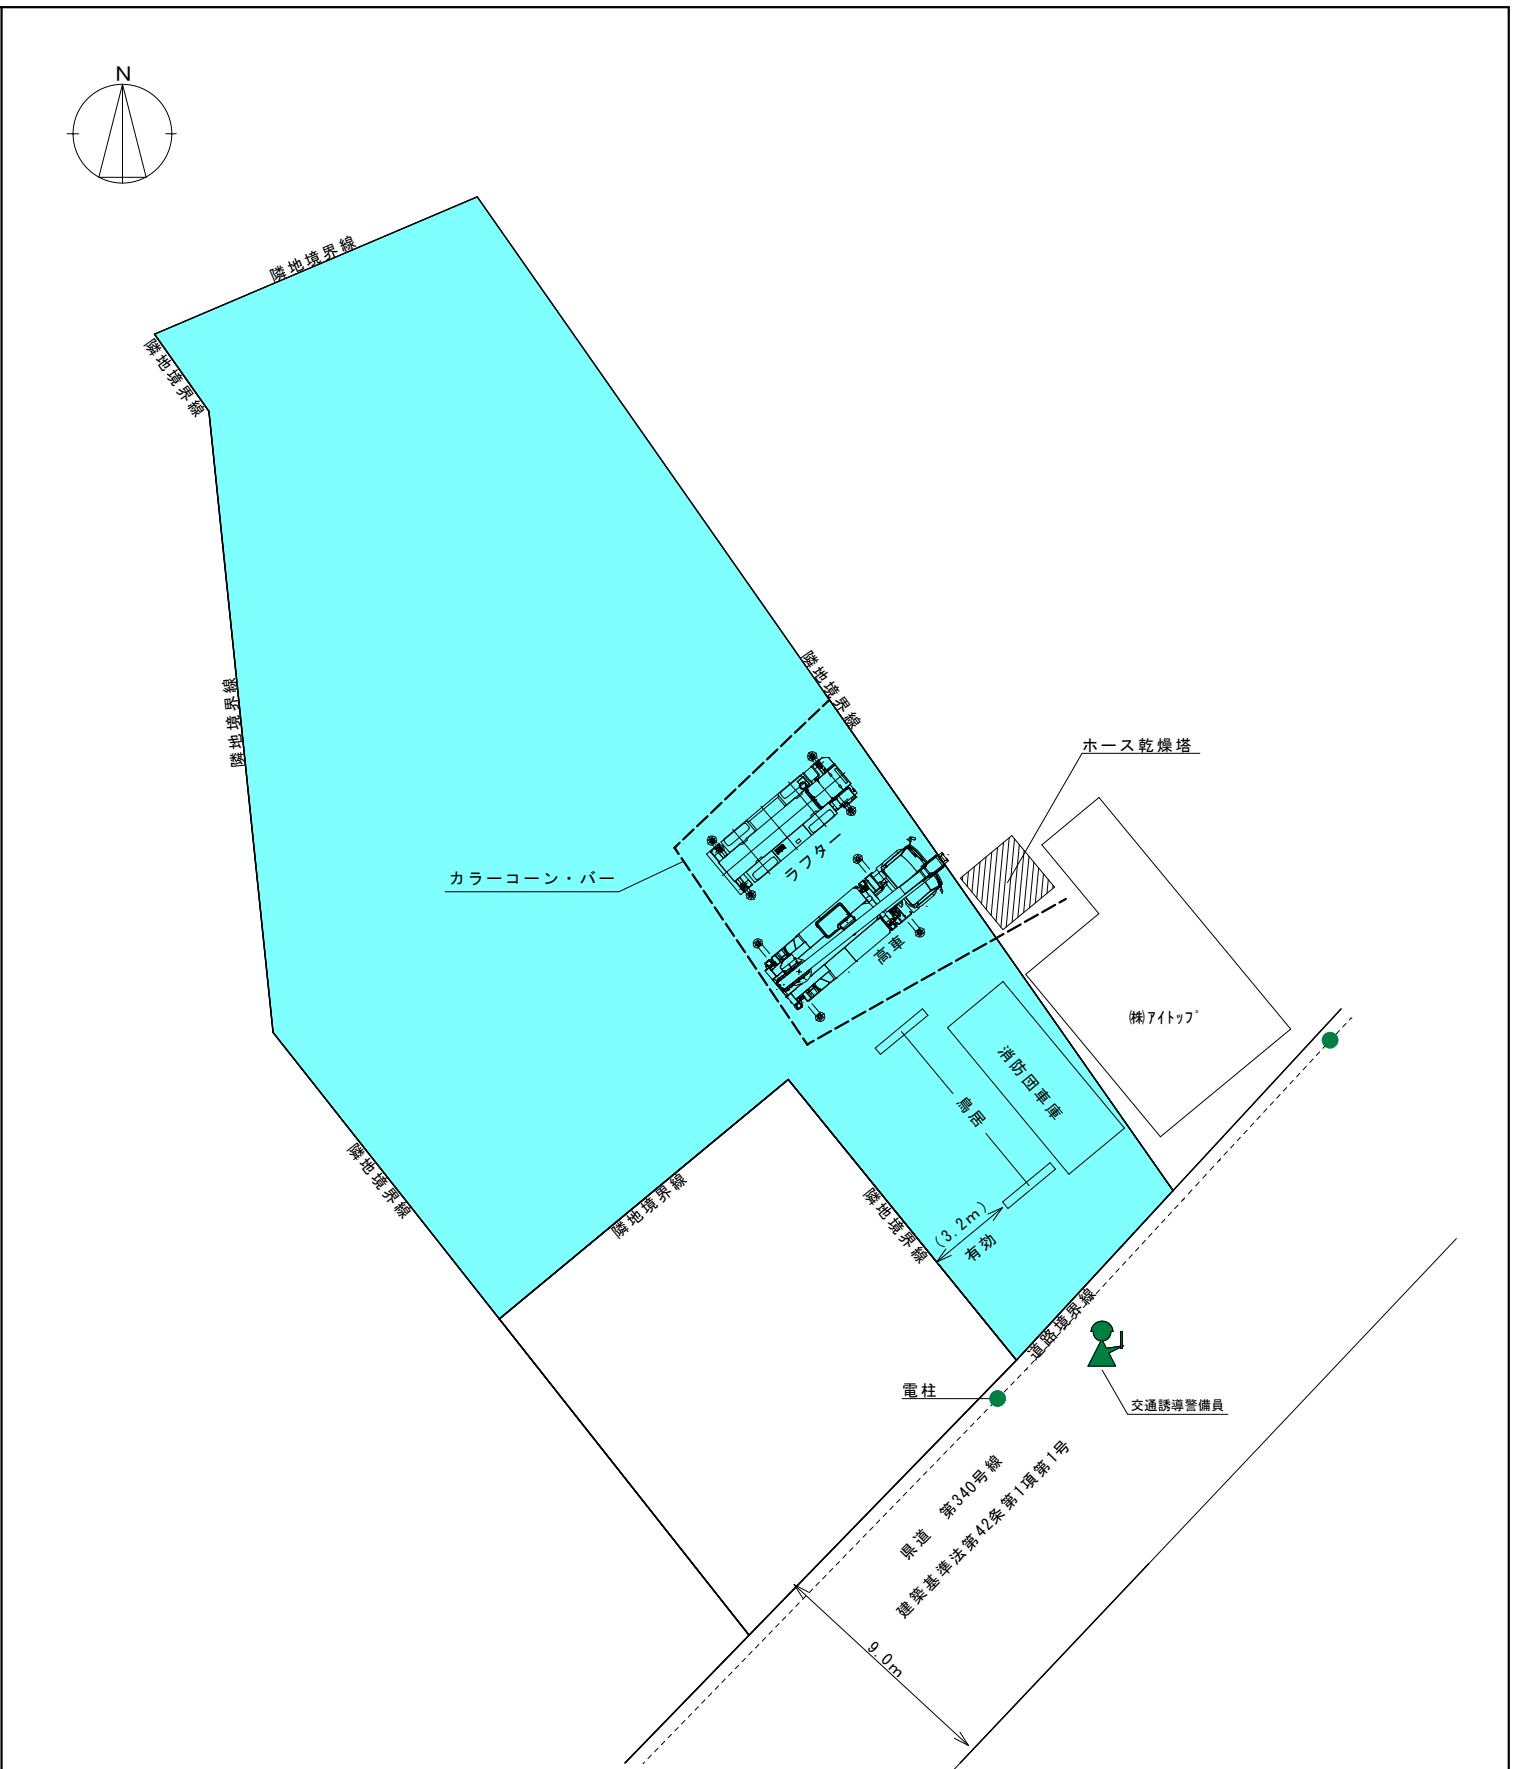 N
隣地境界線
隣地境界線
隣地境界線
隣地境界線
ホース乾燥塔
ラフター
カラーコーン・バー
高車
㈱アイトップ
消防団車庫
鳥居
隣地境界線
隣地境界線
隣地境界線
(3.2m)
有効
道路境界線
電柱
交通誘導警備員
県道 第340号線
建築基準法第42条第1項第1号
9.0m